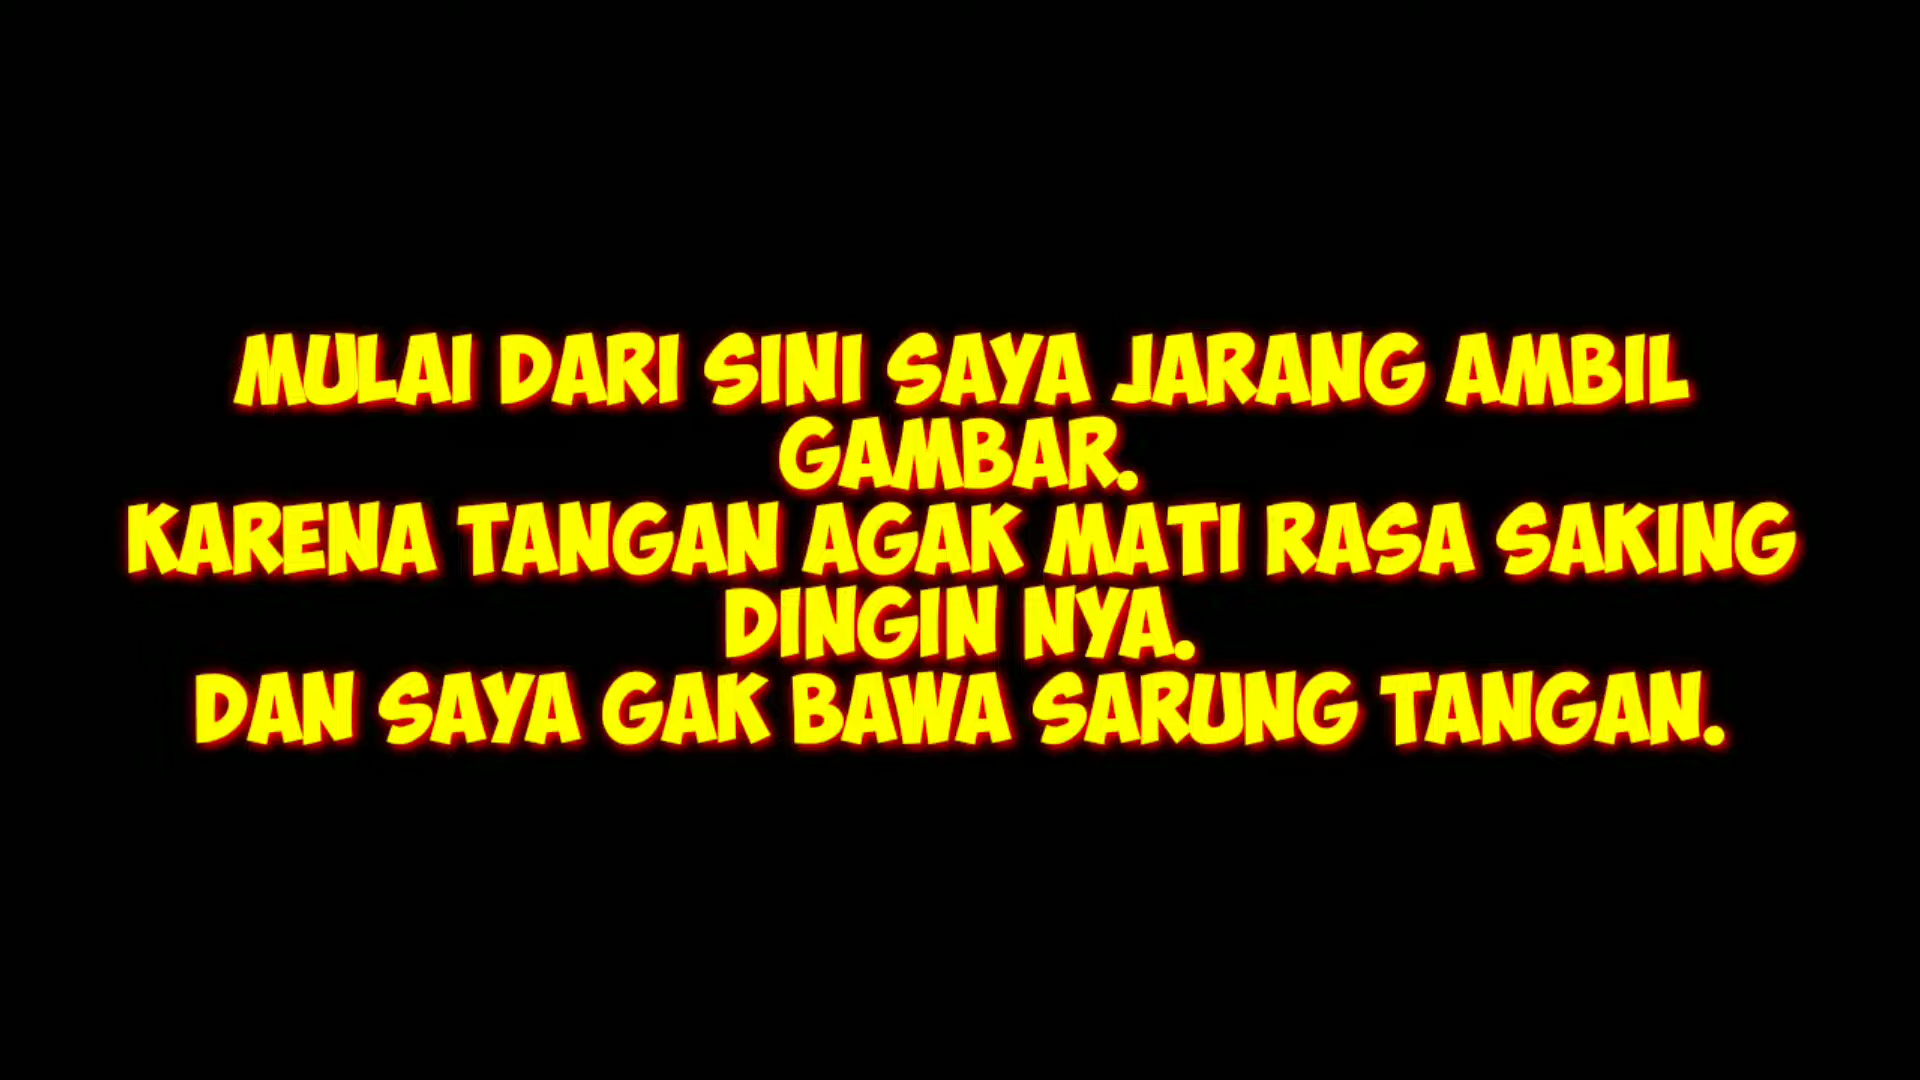 MULAI DARI SINI SAYA JARANG AMBIL
GAMBAR.
KARENA TANGAN AGAK MATI RASA SAKING
DINGIN NYA.
DAN SAYA GAK BAWA SARUNG TANGAN.